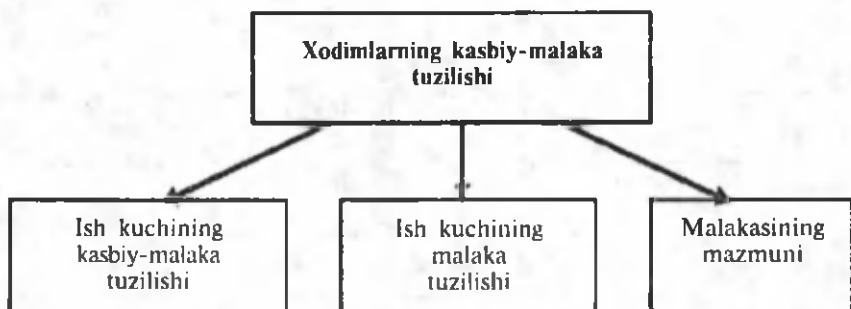 Xodimlarning kasbiy-malaka
tuzilishi
Ish kuchining
kasbiy-malaka
tuzilishi
Ish kuchining
malaka
tuzilishi
Malakasining
mazmuni